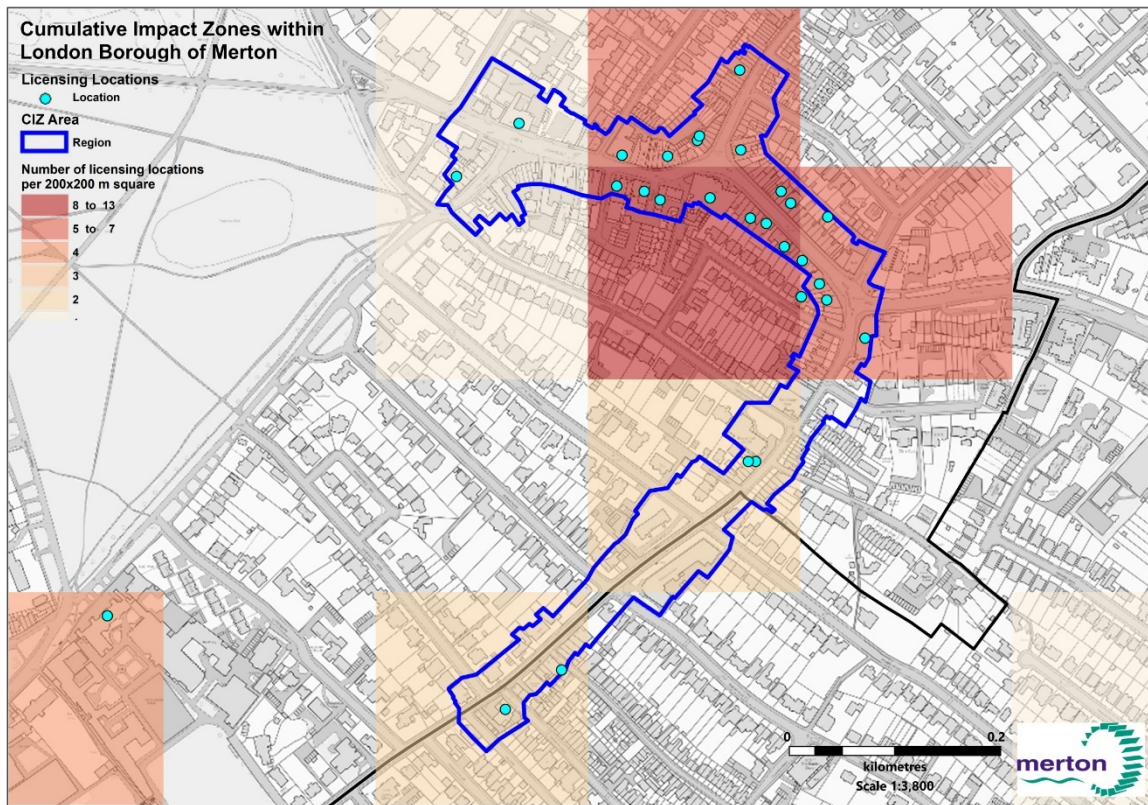 Cumulative Impact Zones within
London Borough of Merton
Licensing Locations
Location
CIZ Area
Region
Number of licensing locations
per 200x200 m square
8 to 13
5 to 7
4
3
2
.
0
0.2
kilometres
Scale 1:3,800
merton